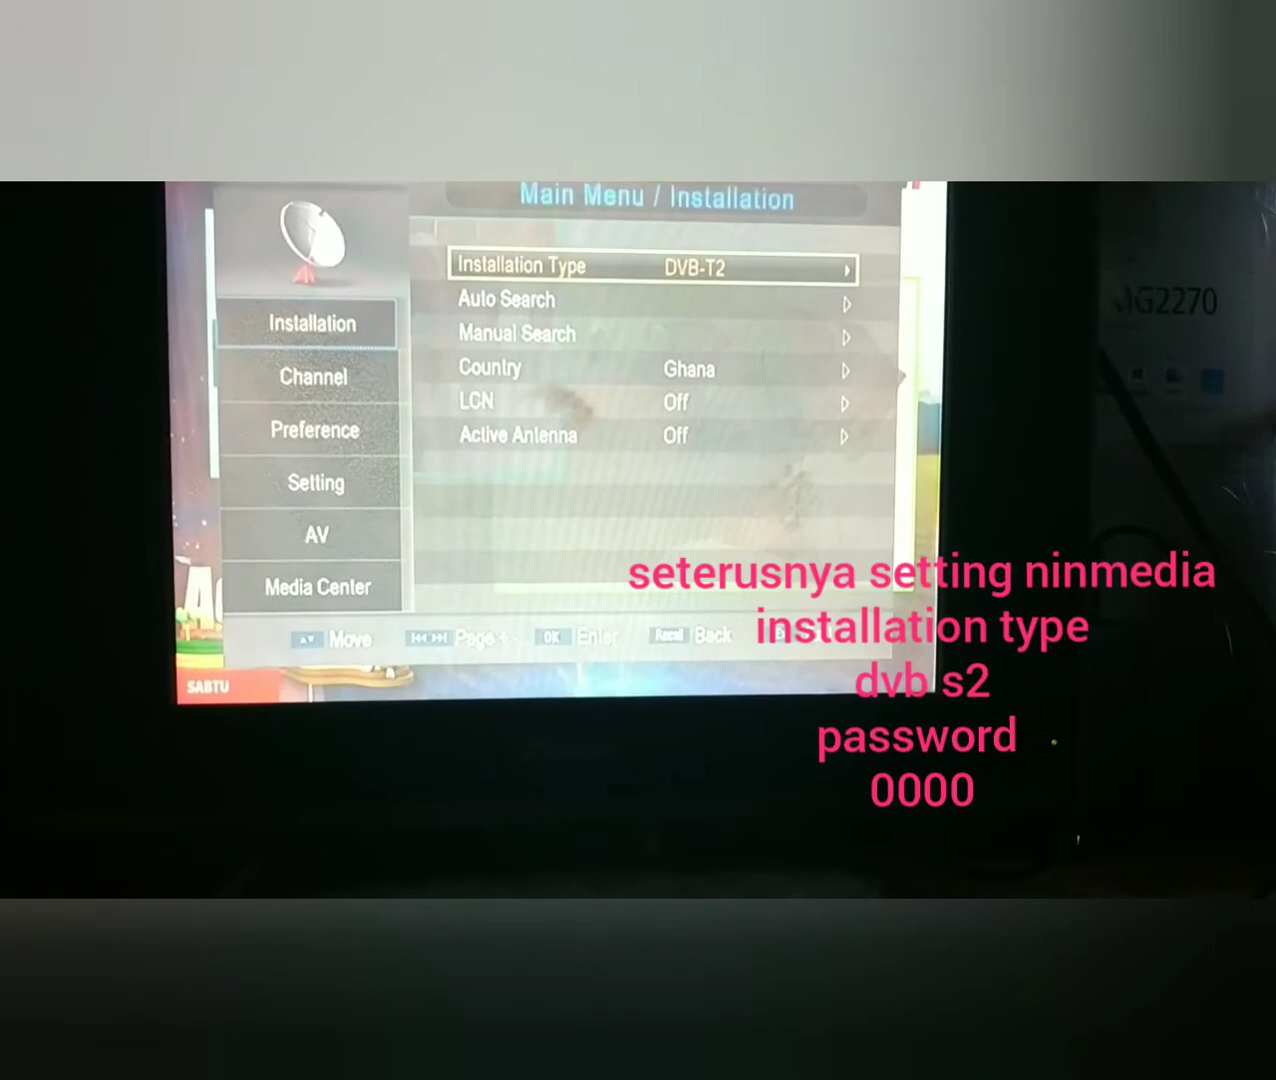 Main Menu / Installation
Installation Type DVB-T2
Auto Search
Manual Search
Country Ghana
LCN Off
Active Antenna Off
Installation
Channel
Preference
Setting
AV
Media Center
Move Page + - OK Enter Recall Back
SABTU
MG2270
seterusnya setting ninmedia
installation type
dvb s2
password
0000